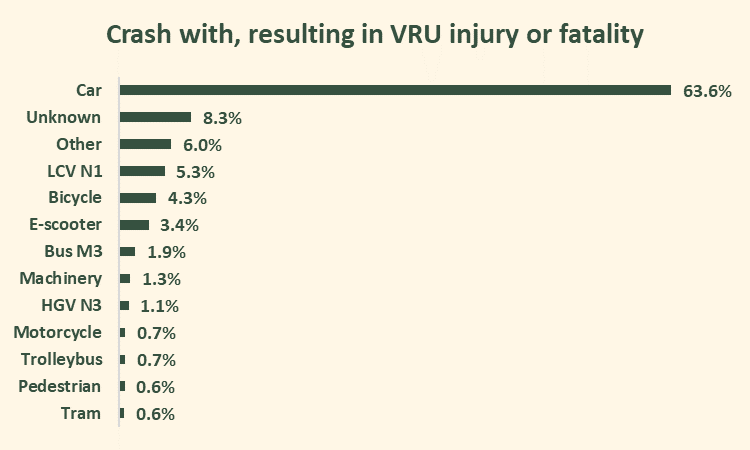 Crash with, resulting in VRU injury or fatality
Car 63.6%
Unknown 8.3%
Other 6.0%
LCV N1 5.3%
Bicycle 4.3%
E-scooter 3.4%
Bus M3 1.9%
Machinery 1.3%
HGV N3 1.1%
Motorcycle 0.7%
Trolleybus 0.7%
Pedestrian 0.6%
Tram 0.6%